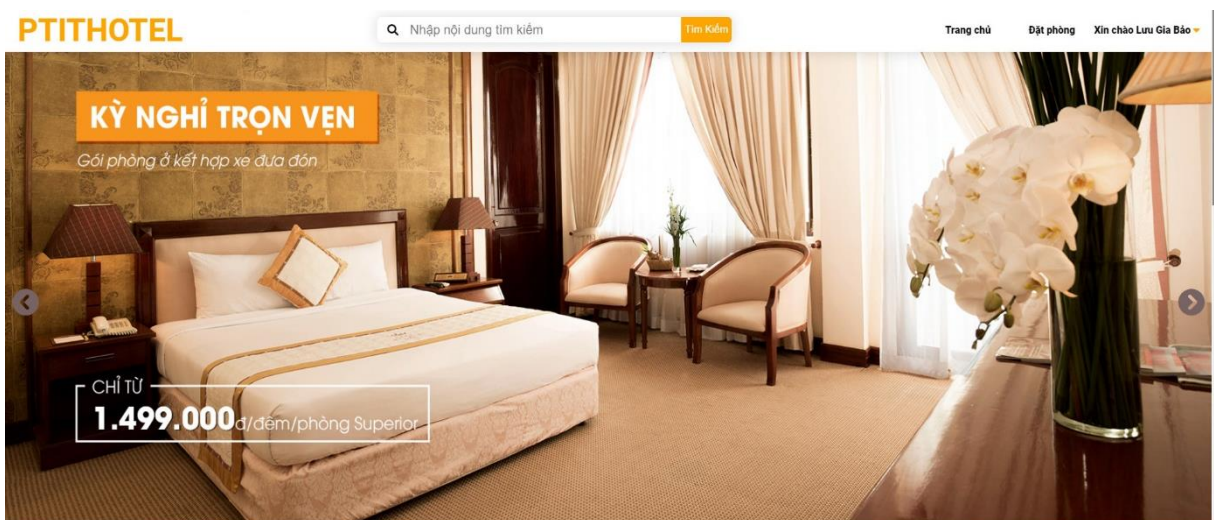 PTITHOTEL
Nhập nội dung tìm kiếm
Tìm Kiếm
Trang chủ
Đặt phòng
Xin chào Lưu Gia Bảo
KỲ NGHỈ TRỌN VẸN
Gói phòng ở kết hợp xe đưa đón
CHỈ TỪ
1.499.000đ/đêm/phòng Superior